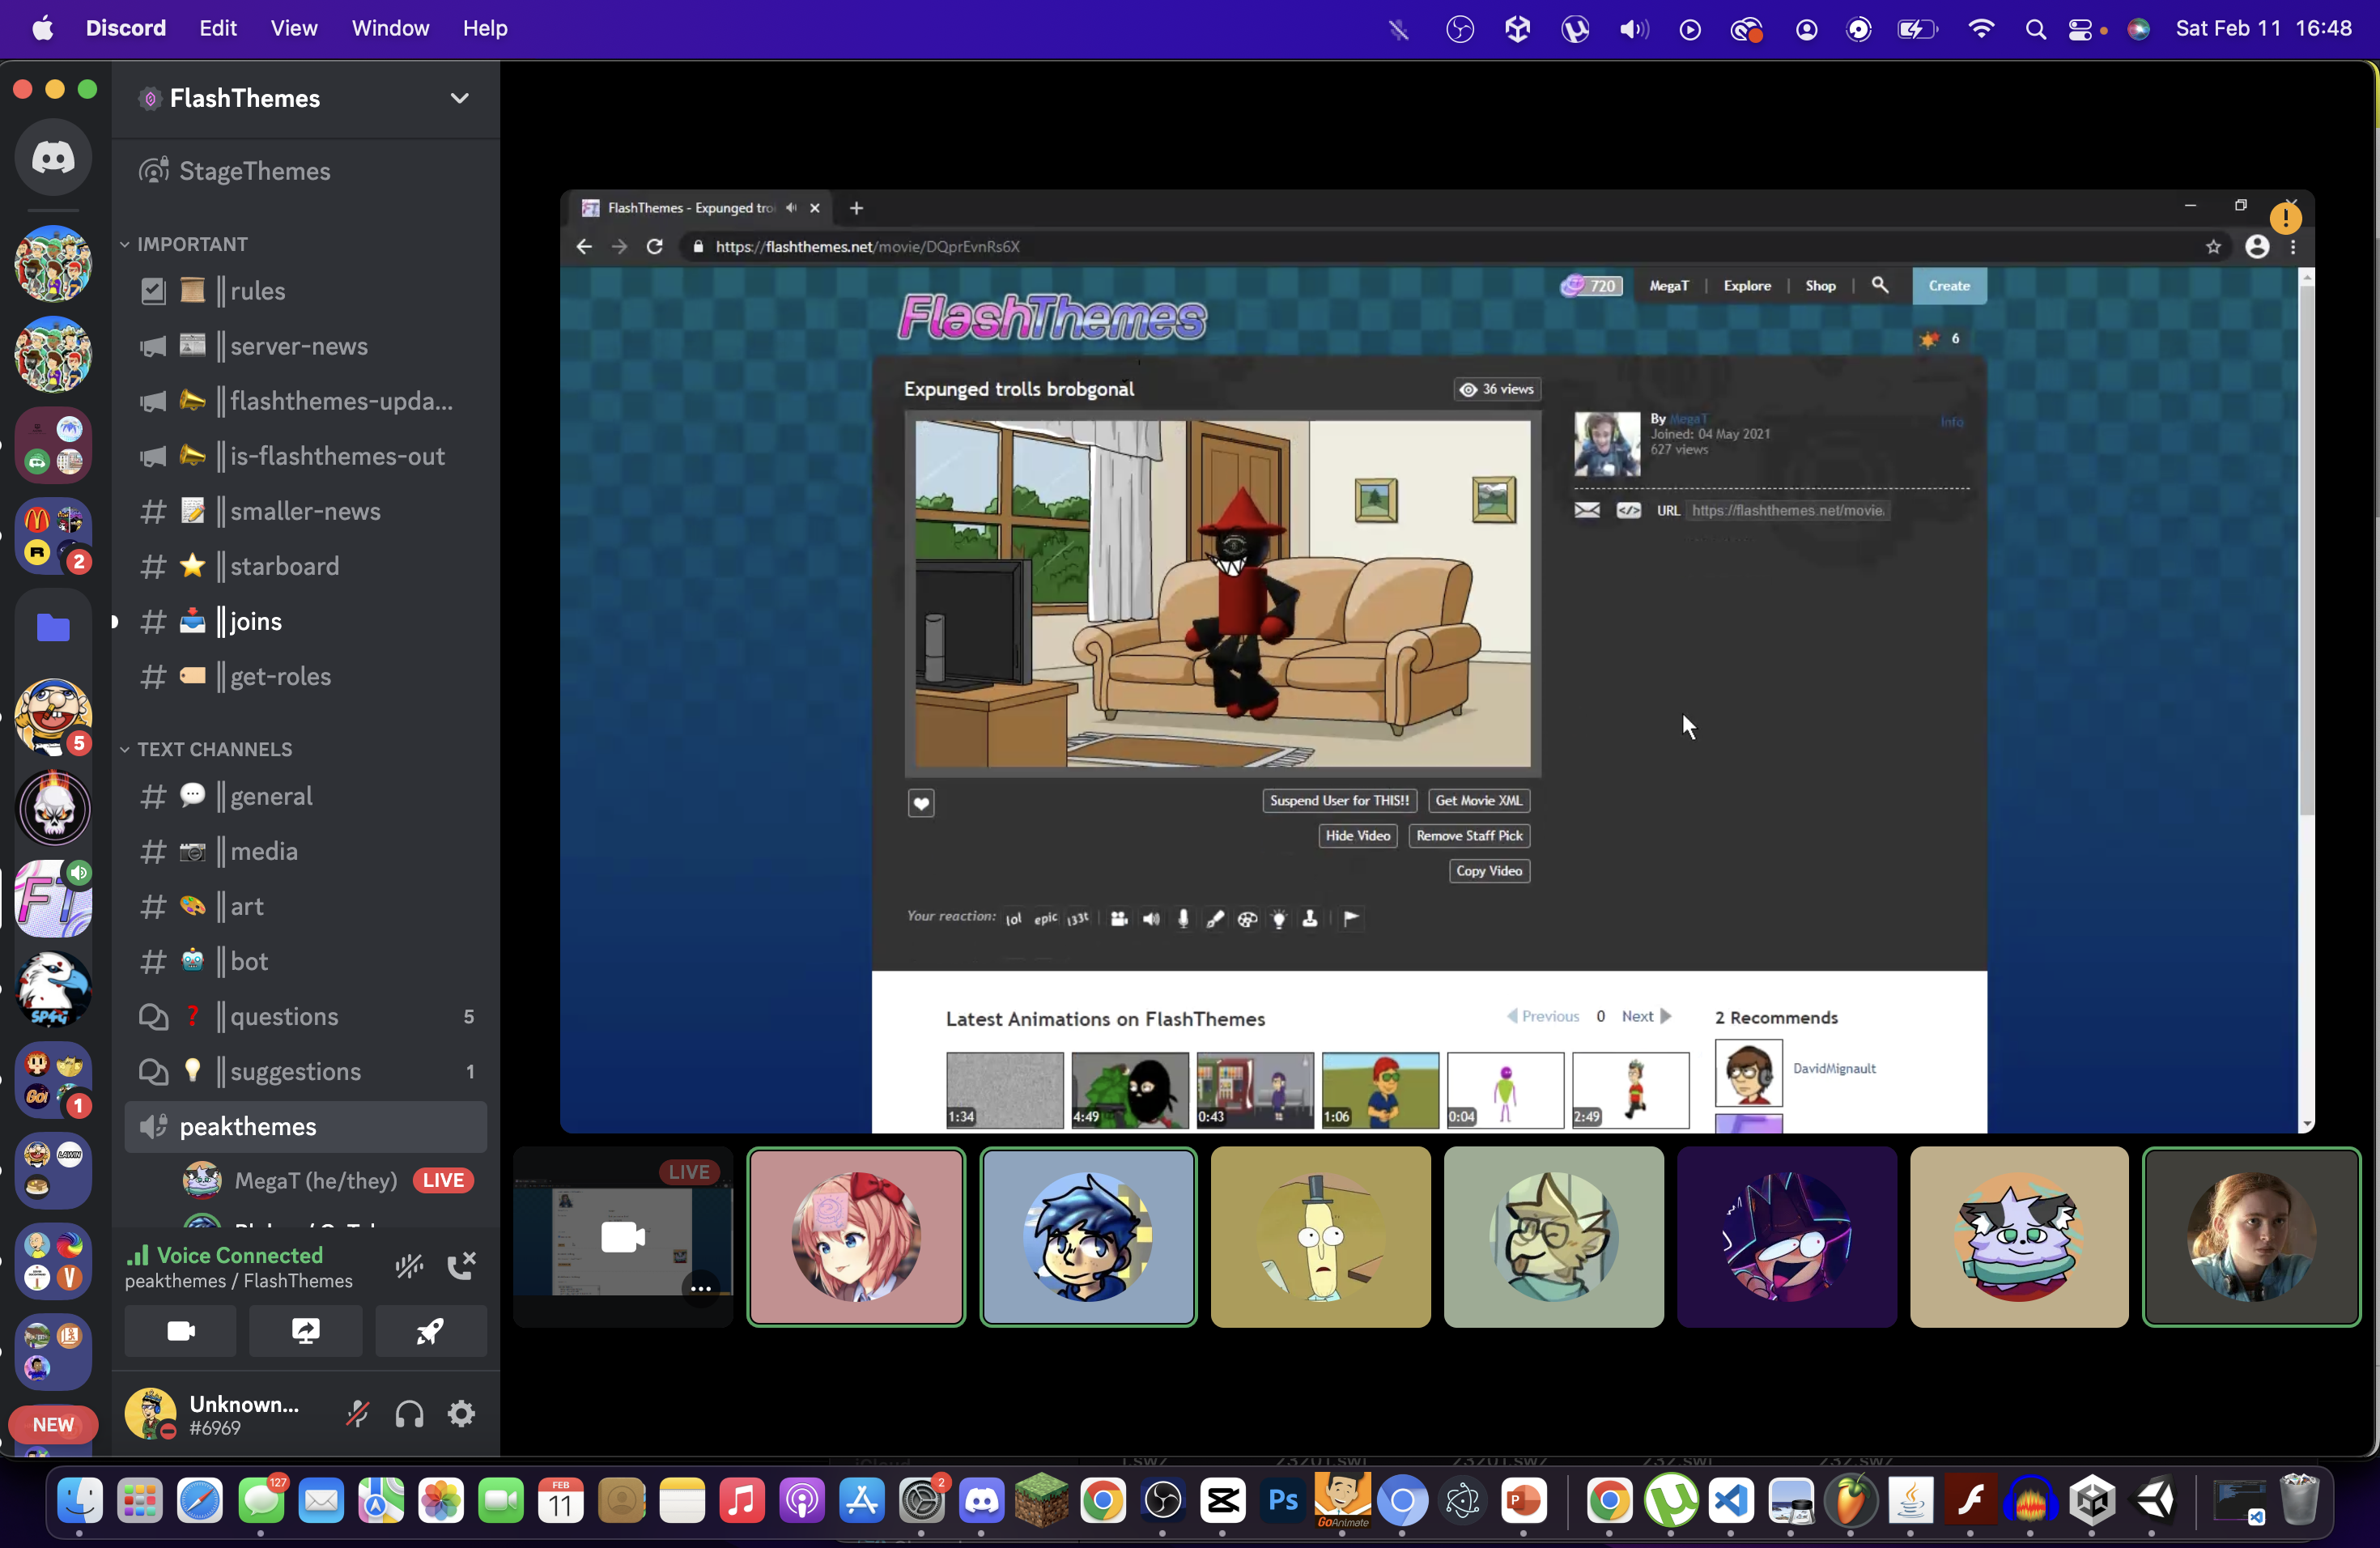 Discord Edit View Window Help
Sat Feb 11 16:48
FlashThemes
StageThemes
IMPORTANT
rules
server-news
flashthemes-upda...
is-flashthemes-out
smaller-news
starboard
joins
get-roles
TEXT CHANNELS
general
media
art
bot
questions 5
suggestions 1
peakthemes
MegaT (he/they) LIVE
Voice Connected
peakthemes / FlashThemes
Unknown...
#6969
2
5
FT
SP4G
GO!
1
LAWN
V
NEW
FlashThemes - Expunged tro
https://flashthemes.net/movie/DQprEvnRs6X
720 MegaT Explore Shop Create
FlashThemes
6
Expunged trolls brobgonal 36 views
By MegaT Info
Joined: 04 May 2021
627 views
URL https://flashthemes.net/movie.
Suspend User for THIS!! Get Movie XML
Hide Video Remove Staff Pick
Copy Video
Your reaction: lol epic l33t
Latest Animations on FlashThemes Previous 0 Next 2 Recommends
DavidMignault
1:34 4:49 0:43 1:06 0:04 2:49
LIVE
127
FEB
11
2
Ps
GoAnimate
P